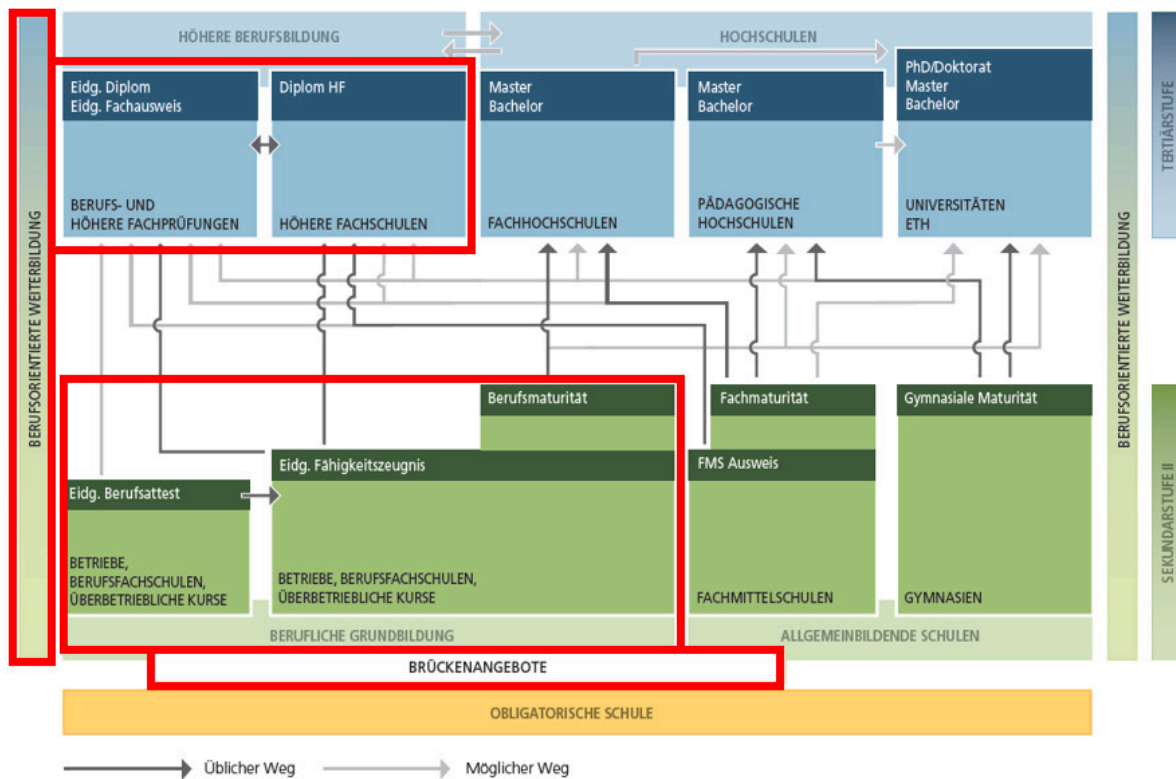 HÖHERE BERUFSBILDUNG
HOCHSCHULEN
Eidg. Diplom
Eidg. Fachausweis
Diplom HF
Master
Bachelor
Master
Bachelor
PhD/Doktorat
Master
Bachelor
BERUFS- UND
HÖHERE FACHPRÜFUNGEN
HÖHERE FACHSCHULEN
FACHHOCHSCHULEN
PÄDAGOGISCHE
HOCHSCHULEN
UNIVERSITÄTEN
ETH
BERUFSORIENTIERTE WEITERBILDUNG
BERUFSORIENTIERTE WEITERBILDUNG
TERTIÄRSTUFE
SEKUNDARSTUFE II
Berufsmaturität
Fachmaturität
Gymnasiale Maturität
Eidg. Fähigkeitszeugnis
FMS Ausweis
Eidg. Berufsattest
BETRIEBE,
BERUFSFACHSCHULEN,
ÜBERBETRIEBLICHE KURSE
BETRIEBE, BERUFSFACHSCHULEN,
ÜBERBETRIEBLICHE KURSE
FACHMITTELSCHULEN
GYMNASIEN
BERUFLICHE GRUNDBILDUNG
ALLGEMEINBILDENDE SCHULEN
BRÜCKENANGEBOTE
OBLIGATORISCHE SCHULE
Üblicher Weg
Möglicher Weg